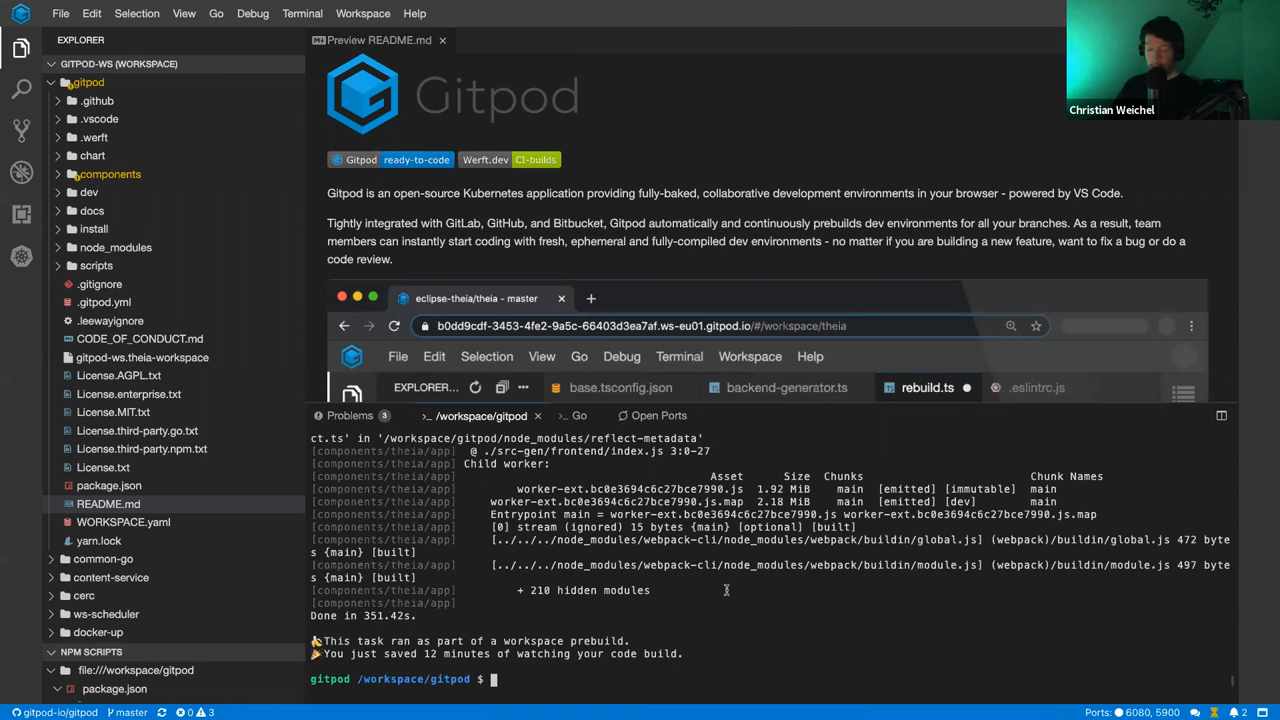 File Edit Selection View Go Debug Terminal Workspace Help
EXPLORER
Preview README.md
Christian Weichel
GITPOD-WS (WORKSPACE)
gitpod
.github
.vscode
.werft
chart
components
dev
docs
install
node_modules
scripts
.gitignore
.gitpod.yml
.leewayignore
CODE_OF_CONDUCT.md
gitpod-ws.theia-workspace
License.AGPL.txt
License.enterprise.txt
License.MIT.txt
License.third-party.go.txt
License.third-party.npm.txt
License.txt
package.json
README.md
WORKSPACE.yaml
yarn.lock
common-go
content-service
cerc
ws-scheduler
docker-up
NPM SCRIPTS
file:///workspace/gitpod
package.json
Gitpod
Gitpod ready-to-code Werft.dev CI-builds
Gitpod is an open-source Kubernetes application providing fully-baked, collaborative development environments in your browser - powered by VS Code.
Tightly integrated with GitLab, GitHub, and Bitbucket, Gitpod automatically and continuously prebuilds dev environments for all your branches. As a result, team
members can instantly start coding with fresh, ephemeral and fully-compiled dev environments - no matter if you are building a new feature, want to fix a bug or do a
code review.
eclipse-theia/theia - master
b0dd9cdf-3453-4fe2-9a5c-66403d3ea7af.ws-eu01.gitpod.io/#/workspace/theia
File Edit Selection View Go Debug Terminal Workspace Help
EXPLORER... base.tsconfig.json backend-generator.ts rebuild.ts .eslintrc.js
Problems 3 /workspace/gitpod Go Open Ports
ct.ts' in '/workspace/gitpod/node_modules/reflect-metadata'
[components/theia/app] @ ./src-gen/frontend/index.js 3:0-27
[components/theia/app] Child worker:
[components/theia/app] Asset Size Chunks Chunk Names
[components/theia/app] worker-ext.bc0e3694c6c27bce7990.js 1.92 MiB main [emitted] [immutable] main
[components/theia/app] worker-ext.bc0e3694c6c27bce7990.js.map 2.18 MiB main [emitted] [dev] main
[components/theia/app] Entrypoint main = worker-ext.bc0e3694c6c27bce7990.js worker-ext.bc0e3694c6c27bce7990.js.map
[components/theia/app] [0] stream (ignored) 15 bytes {main} [optional] [built]
[components/theia/app] [../../../node_modules/webpack-cli/node_modules/webpack/buildin/global.js] (webpack)/buildin/global.js 472 byte
s {main} [built]
[components/theia/app] [../../../node_modules/webpack-cli/node_modules/webpack/buildin/module.js] (webpack)/buildin/module.js 497 byte
s {main} [built]
[components/theia/app] + 210 hidden modules
[components/theia/app]
Done in 351.42s.
🍌This task ran as part of a workspace prebuild.
🎉You just saved 12 minutes of watching your code build.
gitpod /workspace/gitpod $
gitpod-io/gitpod master 0 3 Ports: 6080, 5900 2